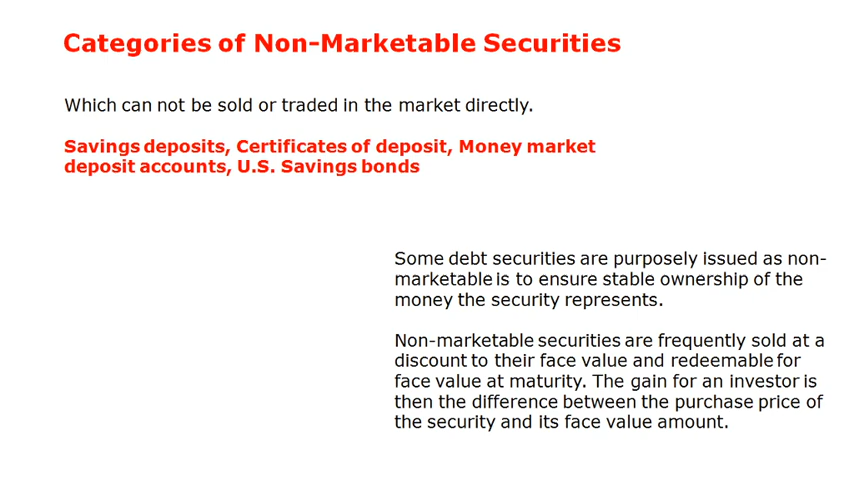 Categories of Non-Marketable Securities
Which can not be sold or traded in the market directly.
Savings deposits, Certificates of deposit, Money market
deposit accounts, U.S. Savings bonds
Some debt securities are purposely issued as non-
marketable is to ensure stable ownership of the
money the security represents.
Non-marketable securities are frequently sold at a
discount to their face value and redeemable for
face value at maturity. The gain for an investor is
then the difference between the purchase price of
the security and its face value amount.